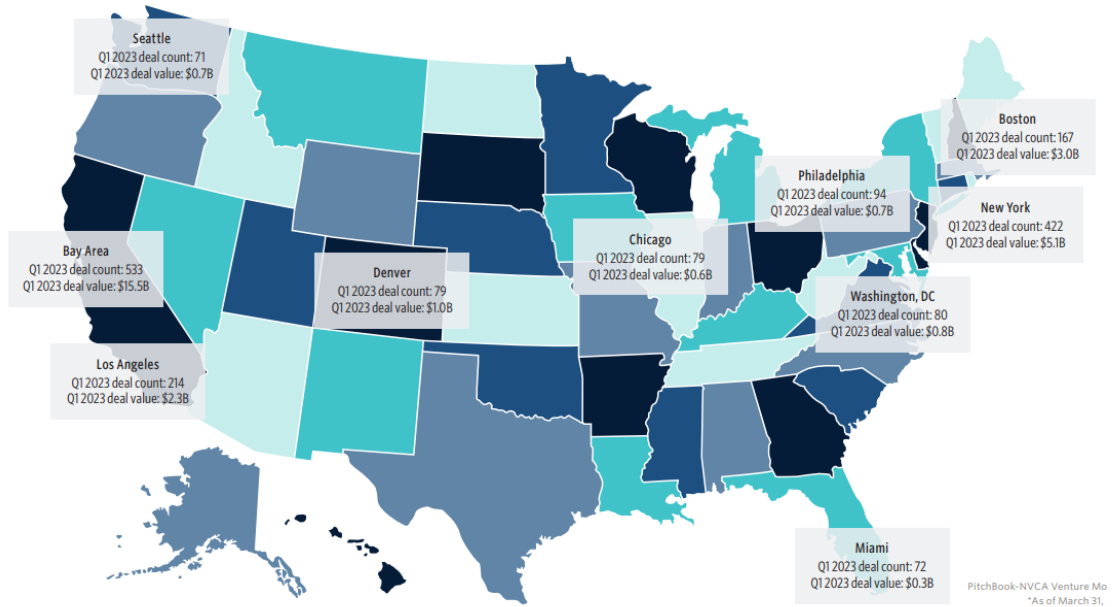 Seattle
Q1 2023 deal count: 71
Q1 2023 deal value: $0.7B
Boston
Q1 2023 deal count: 167
Q1 2023 deal value: $3.0B
Philadelphia
Q1 2023 deal count: 94
Q1 2023 deal value: $0.7B
New York
Q1 2023 deal count: 422
Q1 2023 deal value: $5.1B
Bay Area
Q1 2023 deal count: 533
Q1 2023 deal value: $15.5B
Chicago
Q1 2023 deal count: 79
Q1 2023 deal value: $0.6B
Denver
Q1 2023 deal count: 79
Q1 2023 deal value: $1.0B
Washington, DC
Q1 2023 deal count: 80
Q1 2023 deal value: $0.8B
Los Angeles
Q1 2023 deal count: 214
Q1 2023 deal value: $2.3B
Miami
Q1 2023 deal count: 72
Q1 2023 deal value: $0.3B
PitchBook-NVCA Venture Mo
*As of March 31,